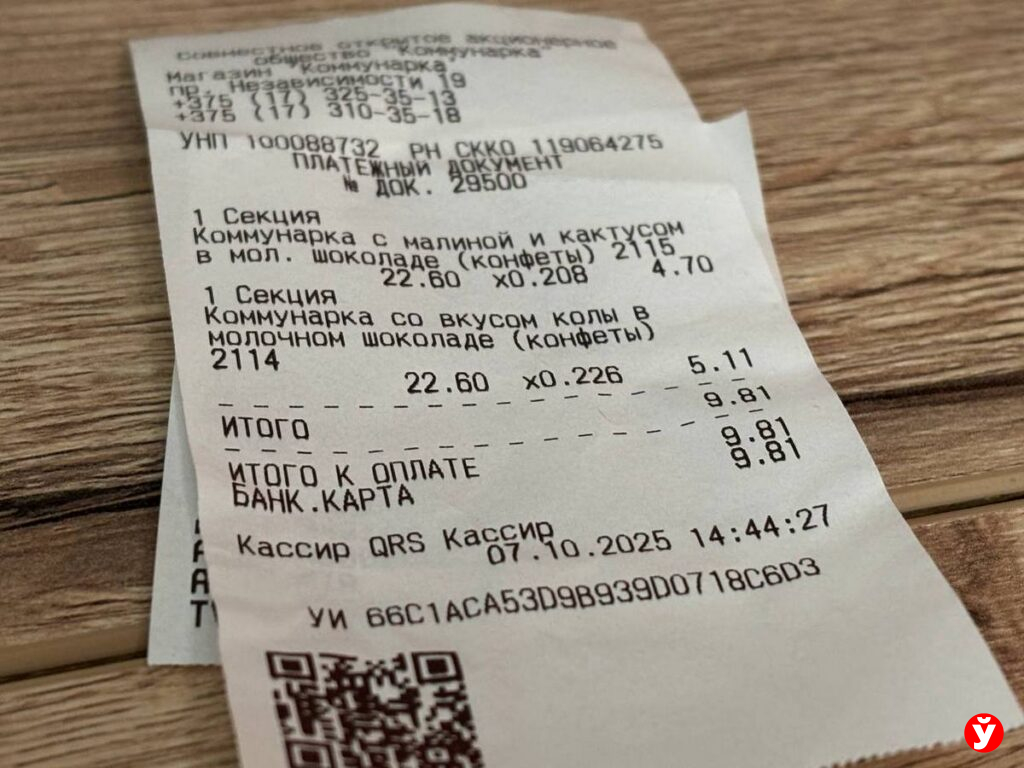 совместное открытое акционерное
общество "Коммунарка"
Магазин "Коммунарка"
пр. Независимости 19
+375 (17) 325-35-13
+375 (17) 310-35-18
УНП 100088732 РН СККО 119064275
ПЛАТЕЖНЫЙ ДОКУМЕНТ
№ ДОК. 29500
1 Секция
Коммунарка с малиной и кактусом
в мол. шоколаде (конфеты) 2115
22.60 x0.208 4.70
1 Секция
Коммунарка со вкусом колы в
молочном шоколаде (конфеты)
2114
22.60 x0.226 5.11
ИТОГО 9.81
ИТОГО К ОПЛАТЕ 9.81
БАНК.КАРТА 9.81
Кассир QRS Кассир
07.10.2025 14:44:27
УИ 66C1ACA53D9B939D0718C6D3
ў